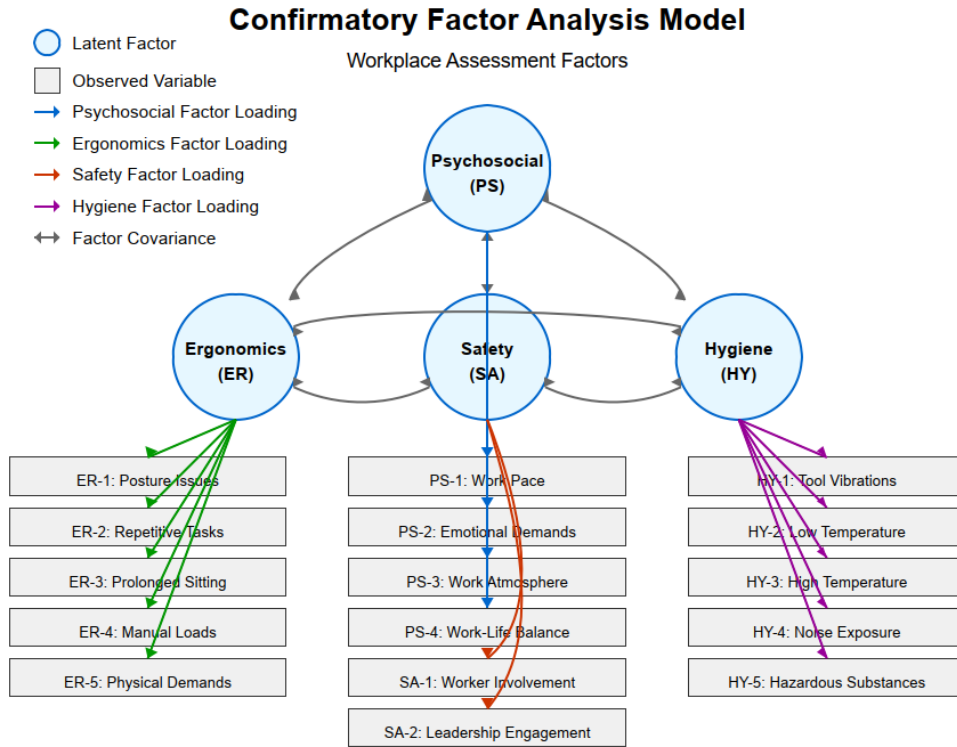 Confirmatory Factor Analysis Model
Workplace Assessment Factors
Latent Factor
Observed Variable
Psychosocial Factor Loading
Ergonomics Factor Loading
Safety Factor Loading
Hygiene Factor Loading
Factor Covariance
Psychosocial
(PS)
Ergonomics
(ER)
Safety
(SA)
Hygiene
(HY)
ER-1: Posture Issues
ER-2: Repetitive Tasks
ER-3: Prolonged Sitting
ER-4: Manual Loads
ER-5: Physical Demands
PS-1: Work Pace
PS-2: Emotional Demands
PS-3: Work Atmosphere
PS-4: Work-Life Balance
SA-1: Worker Involvement
SA-2: Leadership Engagement
HY-1: Tool Vibrations
HY-2: Low Temperature
HY-3: High Temperature
HY-4: Noise Exposure
HY-5: Hazardous Substances